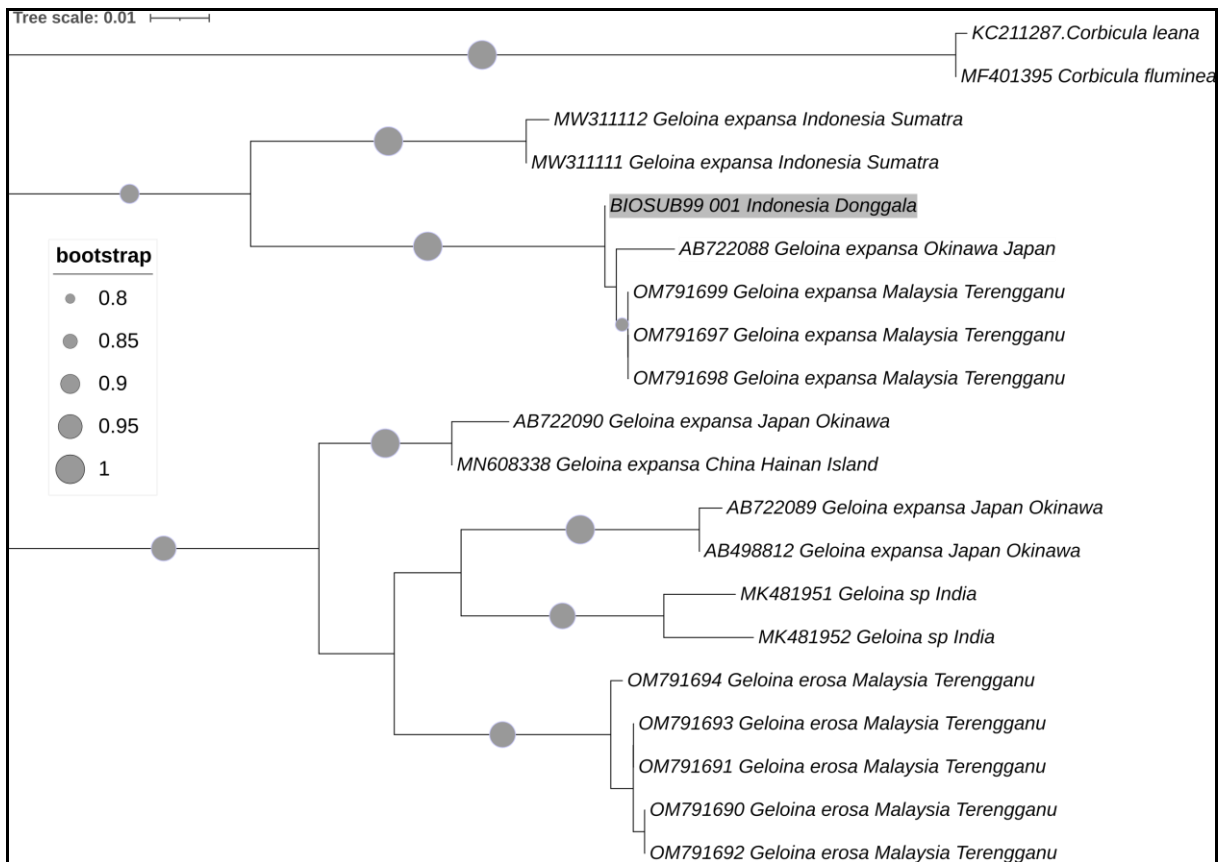 Tree scale: 0.01
KC211287.Corbicula leana
MF401395 Corbicula fluminea
MW311112 Geloina expansa Indonesia Sumatra
MW311111 Geloina expansa Indonesia Sumatra
BIOSUB99 001 Indonesia Donggala
AB722088 Geloina expansa Okinawa Japan
OM791699 Geloina expansa Malaysia Terengganu
OM791697 Geloina expansa Malaysia Terengganu
OM791698 Geloina expansa Malaysia Terengganu
bootstrap
0.8
0.85
0.9
0.95
1
AB722090 Geloina expansa Japan Okinawa
MN608338 Geloina expansa China Hainan Island
AB722089 Geloina expansa Japan Okinawa
AB498812 Geloina expansa Japan Okinawa
MK481951 Geloina sp India
MK481952 Geloina sp India
OM791694 Geloina erosa Malaysia Terengganu
OM791693 Geloina erosa Malaysia Terengganu
OM791691 Geloina erosa Malaysia Terengganu
OM791690 Geloina erosa Malaysia Terengganu
OM791692 Geloina erosa Malaysia Terengganu